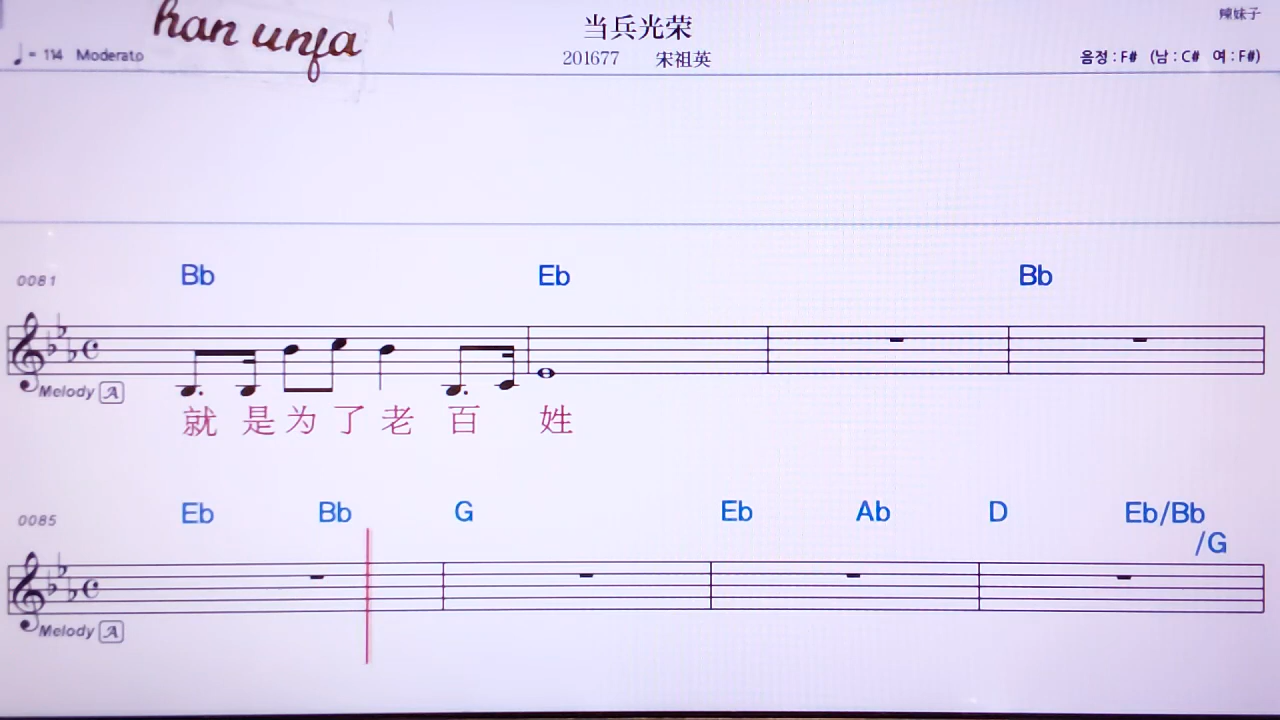 han unja
当兵光荣
辣妹子
♩= 114 Moderato
201677 宋祖英
음정 : F# (남 : C# 여 : F#)
0081
Bb Eb Bb
Melody A
就 是 为 了 老 百 姓
0085
Eb Bb G Eb Ab D Eb/Bb
/G
Melody A